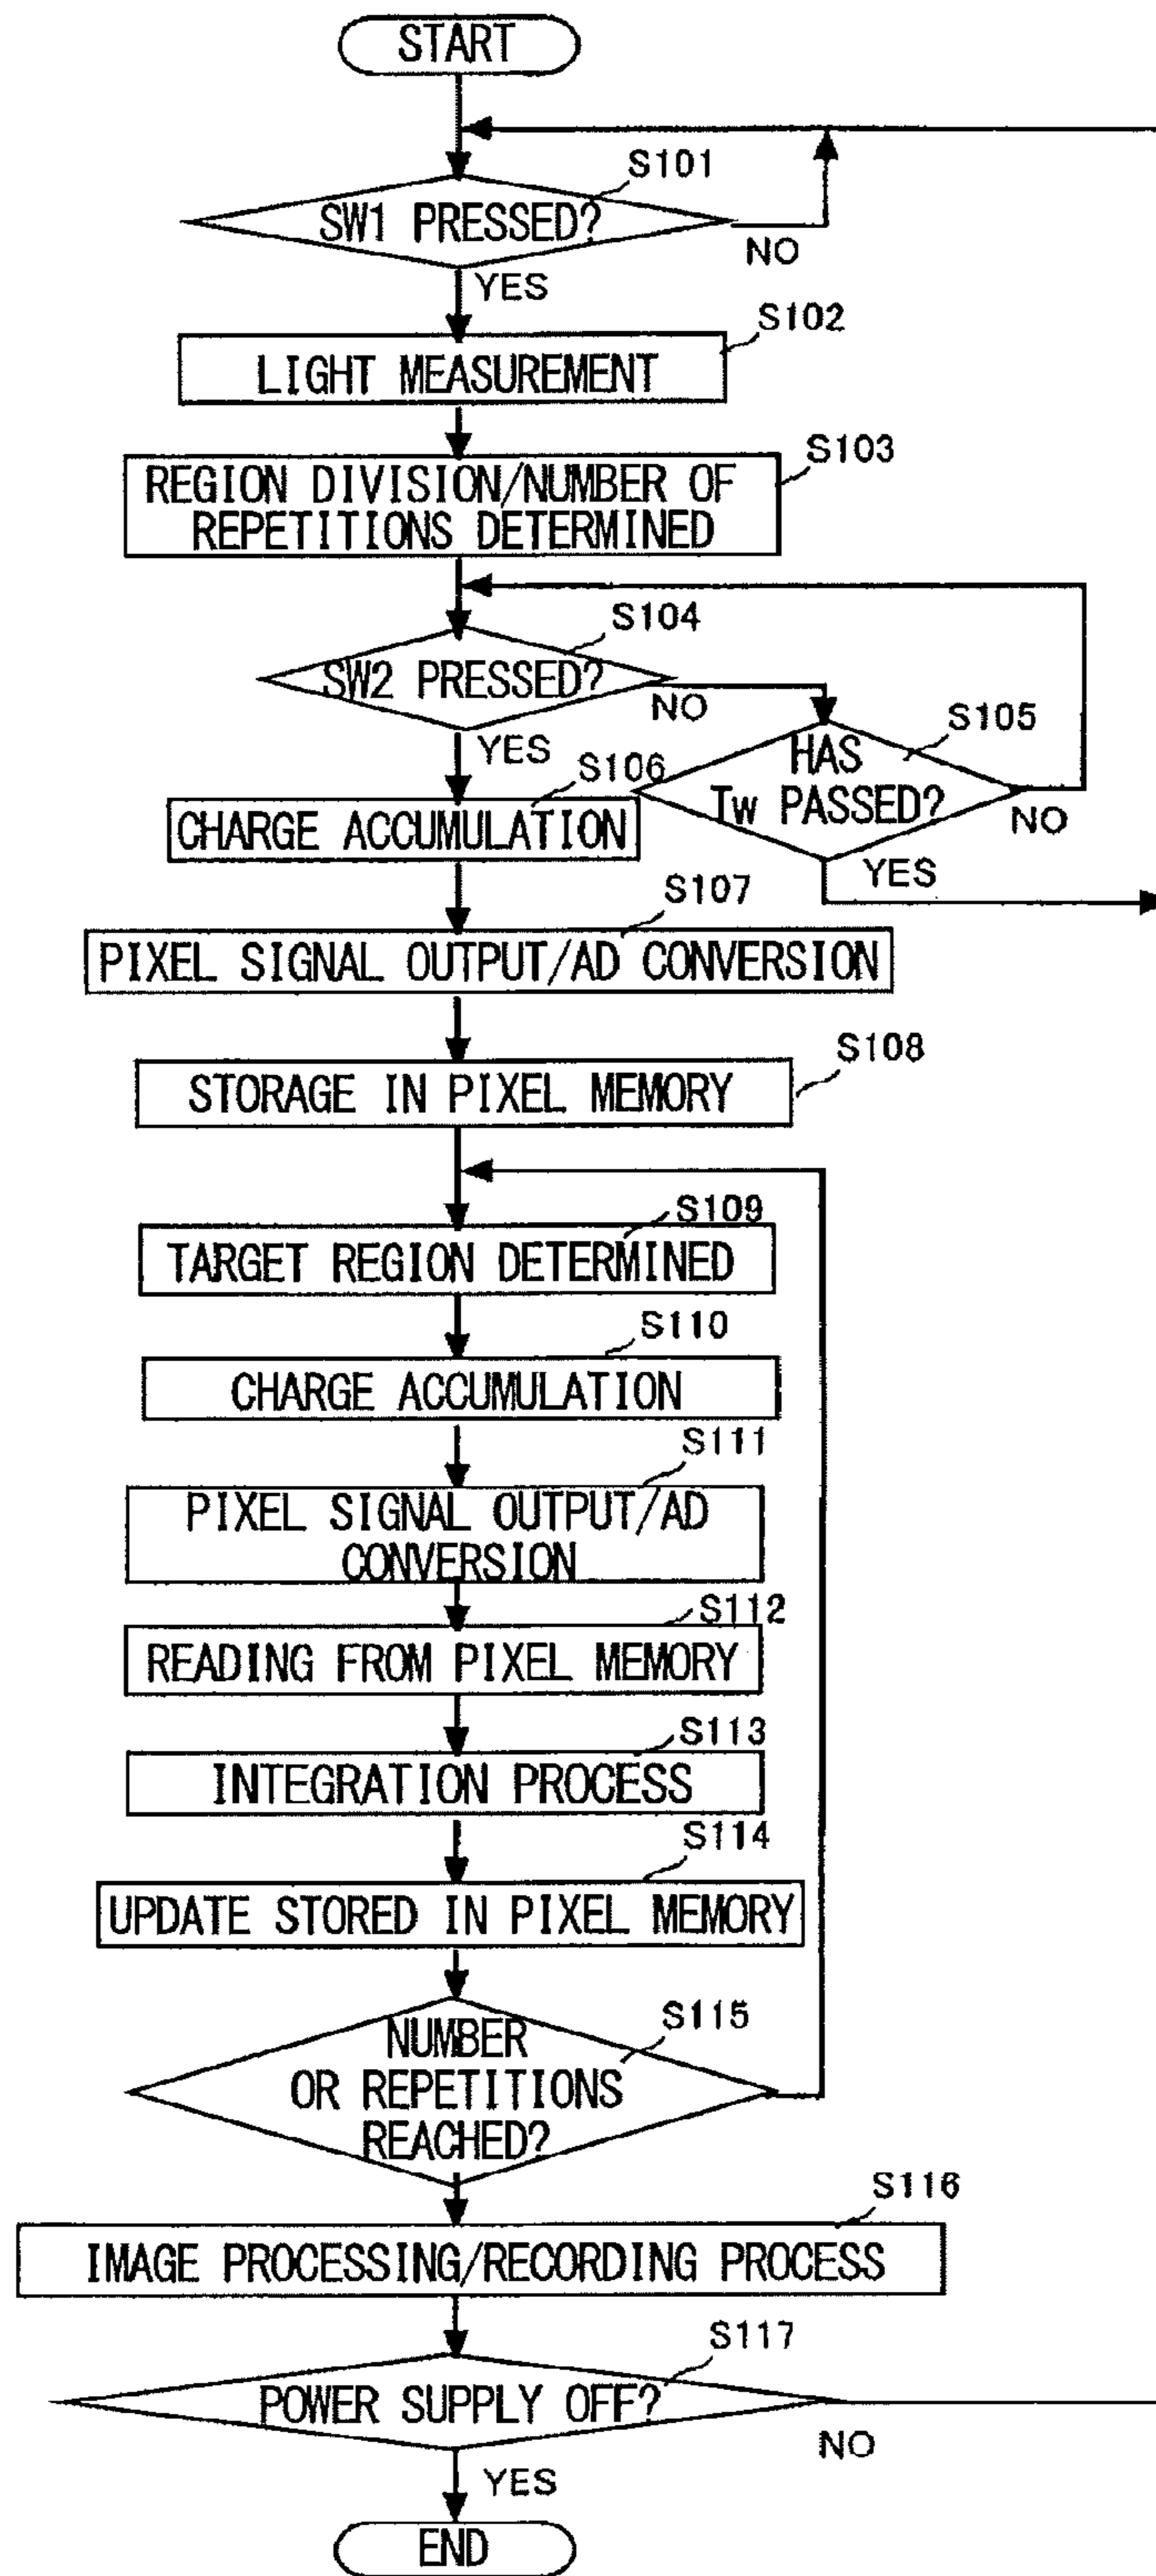 START
S101
SW1 PRESSED?
NO
YES
S102
LIGHT MEASUREMENT
S103
REGION DIVISION/NUMBER OF
REPETITIONS DETERMINED
S104
SW2 PRESSED?
NO
YES
S105
HAS
Tw PASSED?
NO
YES
S106
CHARGE ACCUMULATION
S107
PIXEL SIGNAL OUTPUT/AD CONVERSION
S108
STORAGE IN PIXEL MEMORY
S109
TARGET REGION DETERMINED
S110
CHARGE ACCUMULATION
S111
PIXEL SIGNAL OUTPUT/AD
CONVERSION
S112
READING FROM PIXEL MEMORY
S113
INTEGRATION PROCESS
S114
UPDATE STORED IN PIXEL MEMORY
S115
NUMBER
OR REPETITIONS
REACHED?
S116
IMAGE PROCESSING/RECORDING PROCESS
S117
POWER SUPPLY OFF?
NO
YES
END